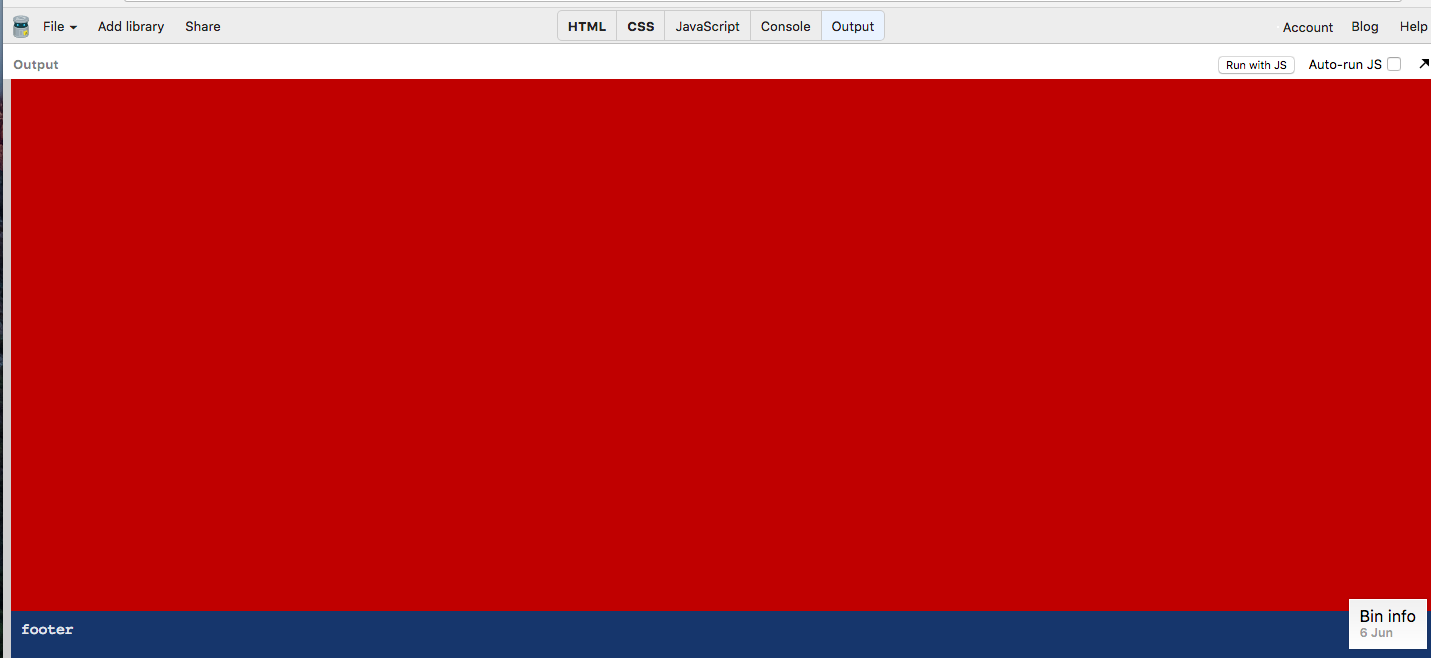 File Add library Share HTML CSS JavaScript Console Output Account Blog Help
Output Run with JS Auto-run JS
footer
Bin info
6 Jun